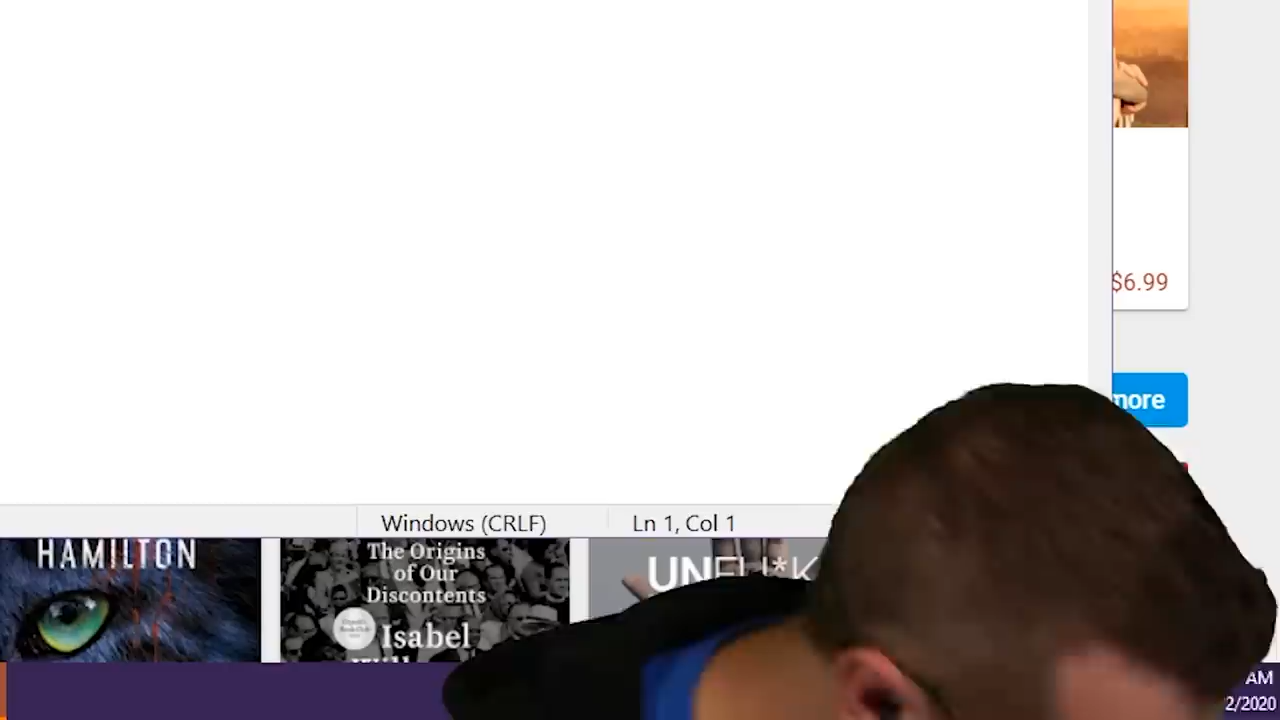 $6.99
more
Windows (CRLF)
Ln 1, Col 1
HAMILTON
The Origins
of Our
Discontents
Isabel
UNFU*K
AM
2/2020